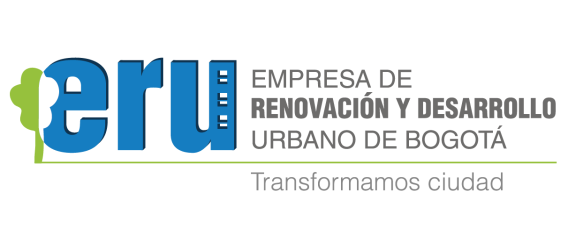 eru
EMPRESA DE
RENOVACIÓN Y DESARROLLO
URBANO DE BOGOTÁ
Transformamos ciudad